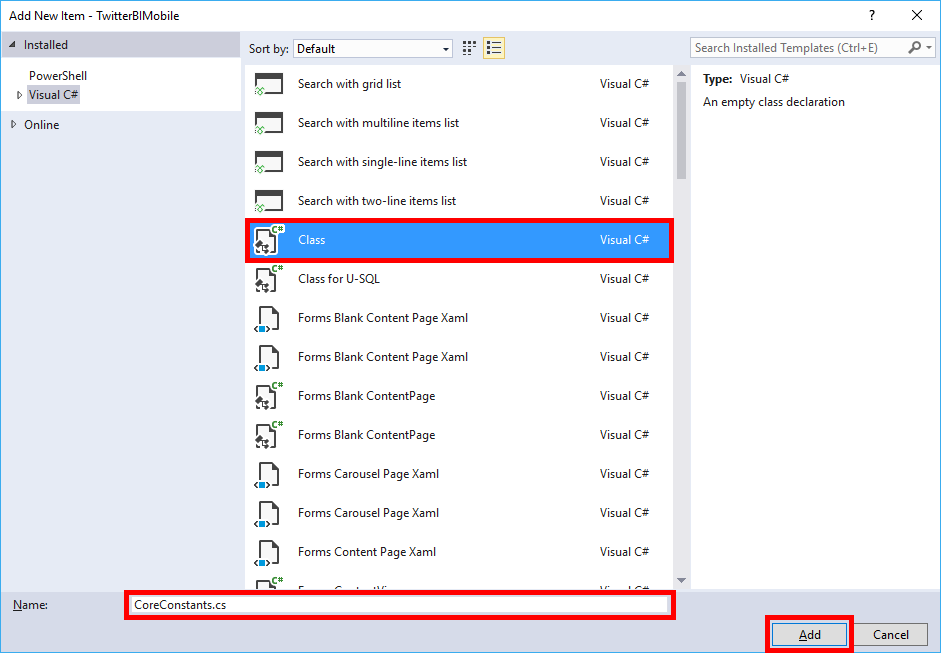 Add New Item - TwitterBIMobile ?
Installed
PowerShell
Visual C#
Online
Sort by: Default
Search Installed Templates (Ctrl+E)
Search with grid list Visual C#
Search with multiline items list Visual C#
Search with single-line items list Visual C#
Search with two-line items list Visual C#
C# Class Visual C#
C# Class for U-SQL Visual C#
Forms Blank Content Page Xaml Visual C#
Forms Blank Content Page Xaml Visual C#
C# Forms Blank ContentPage Visual C#
C# Forms Blank ContentPage Visual C#
Forms Carousel Page Xaml Visual C#
Forms Carousel Page Xaml Visual C#
Forms Content Page Xaml Visual C#
C#
Type: Visual C#
An empty class declaration
Name: CoreConstants.cs
Add Cancel